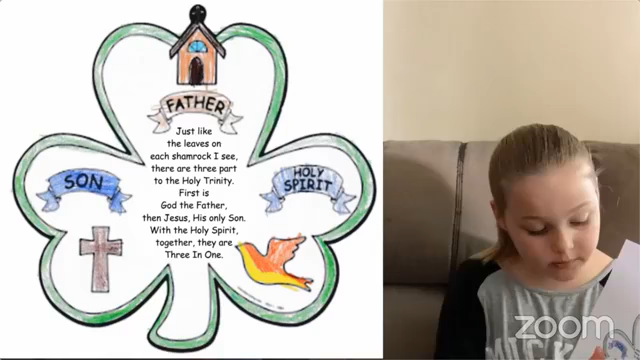 FATHER
Just like
the leaves on
each shamrock I see,
there are three part
to the Holy Trinity.
First is
God the Father,
then Jesus, His only Son.
With the Holy Spirit,
together, they are
Three In One.
SON
HOLY
SPIRIT
zoom